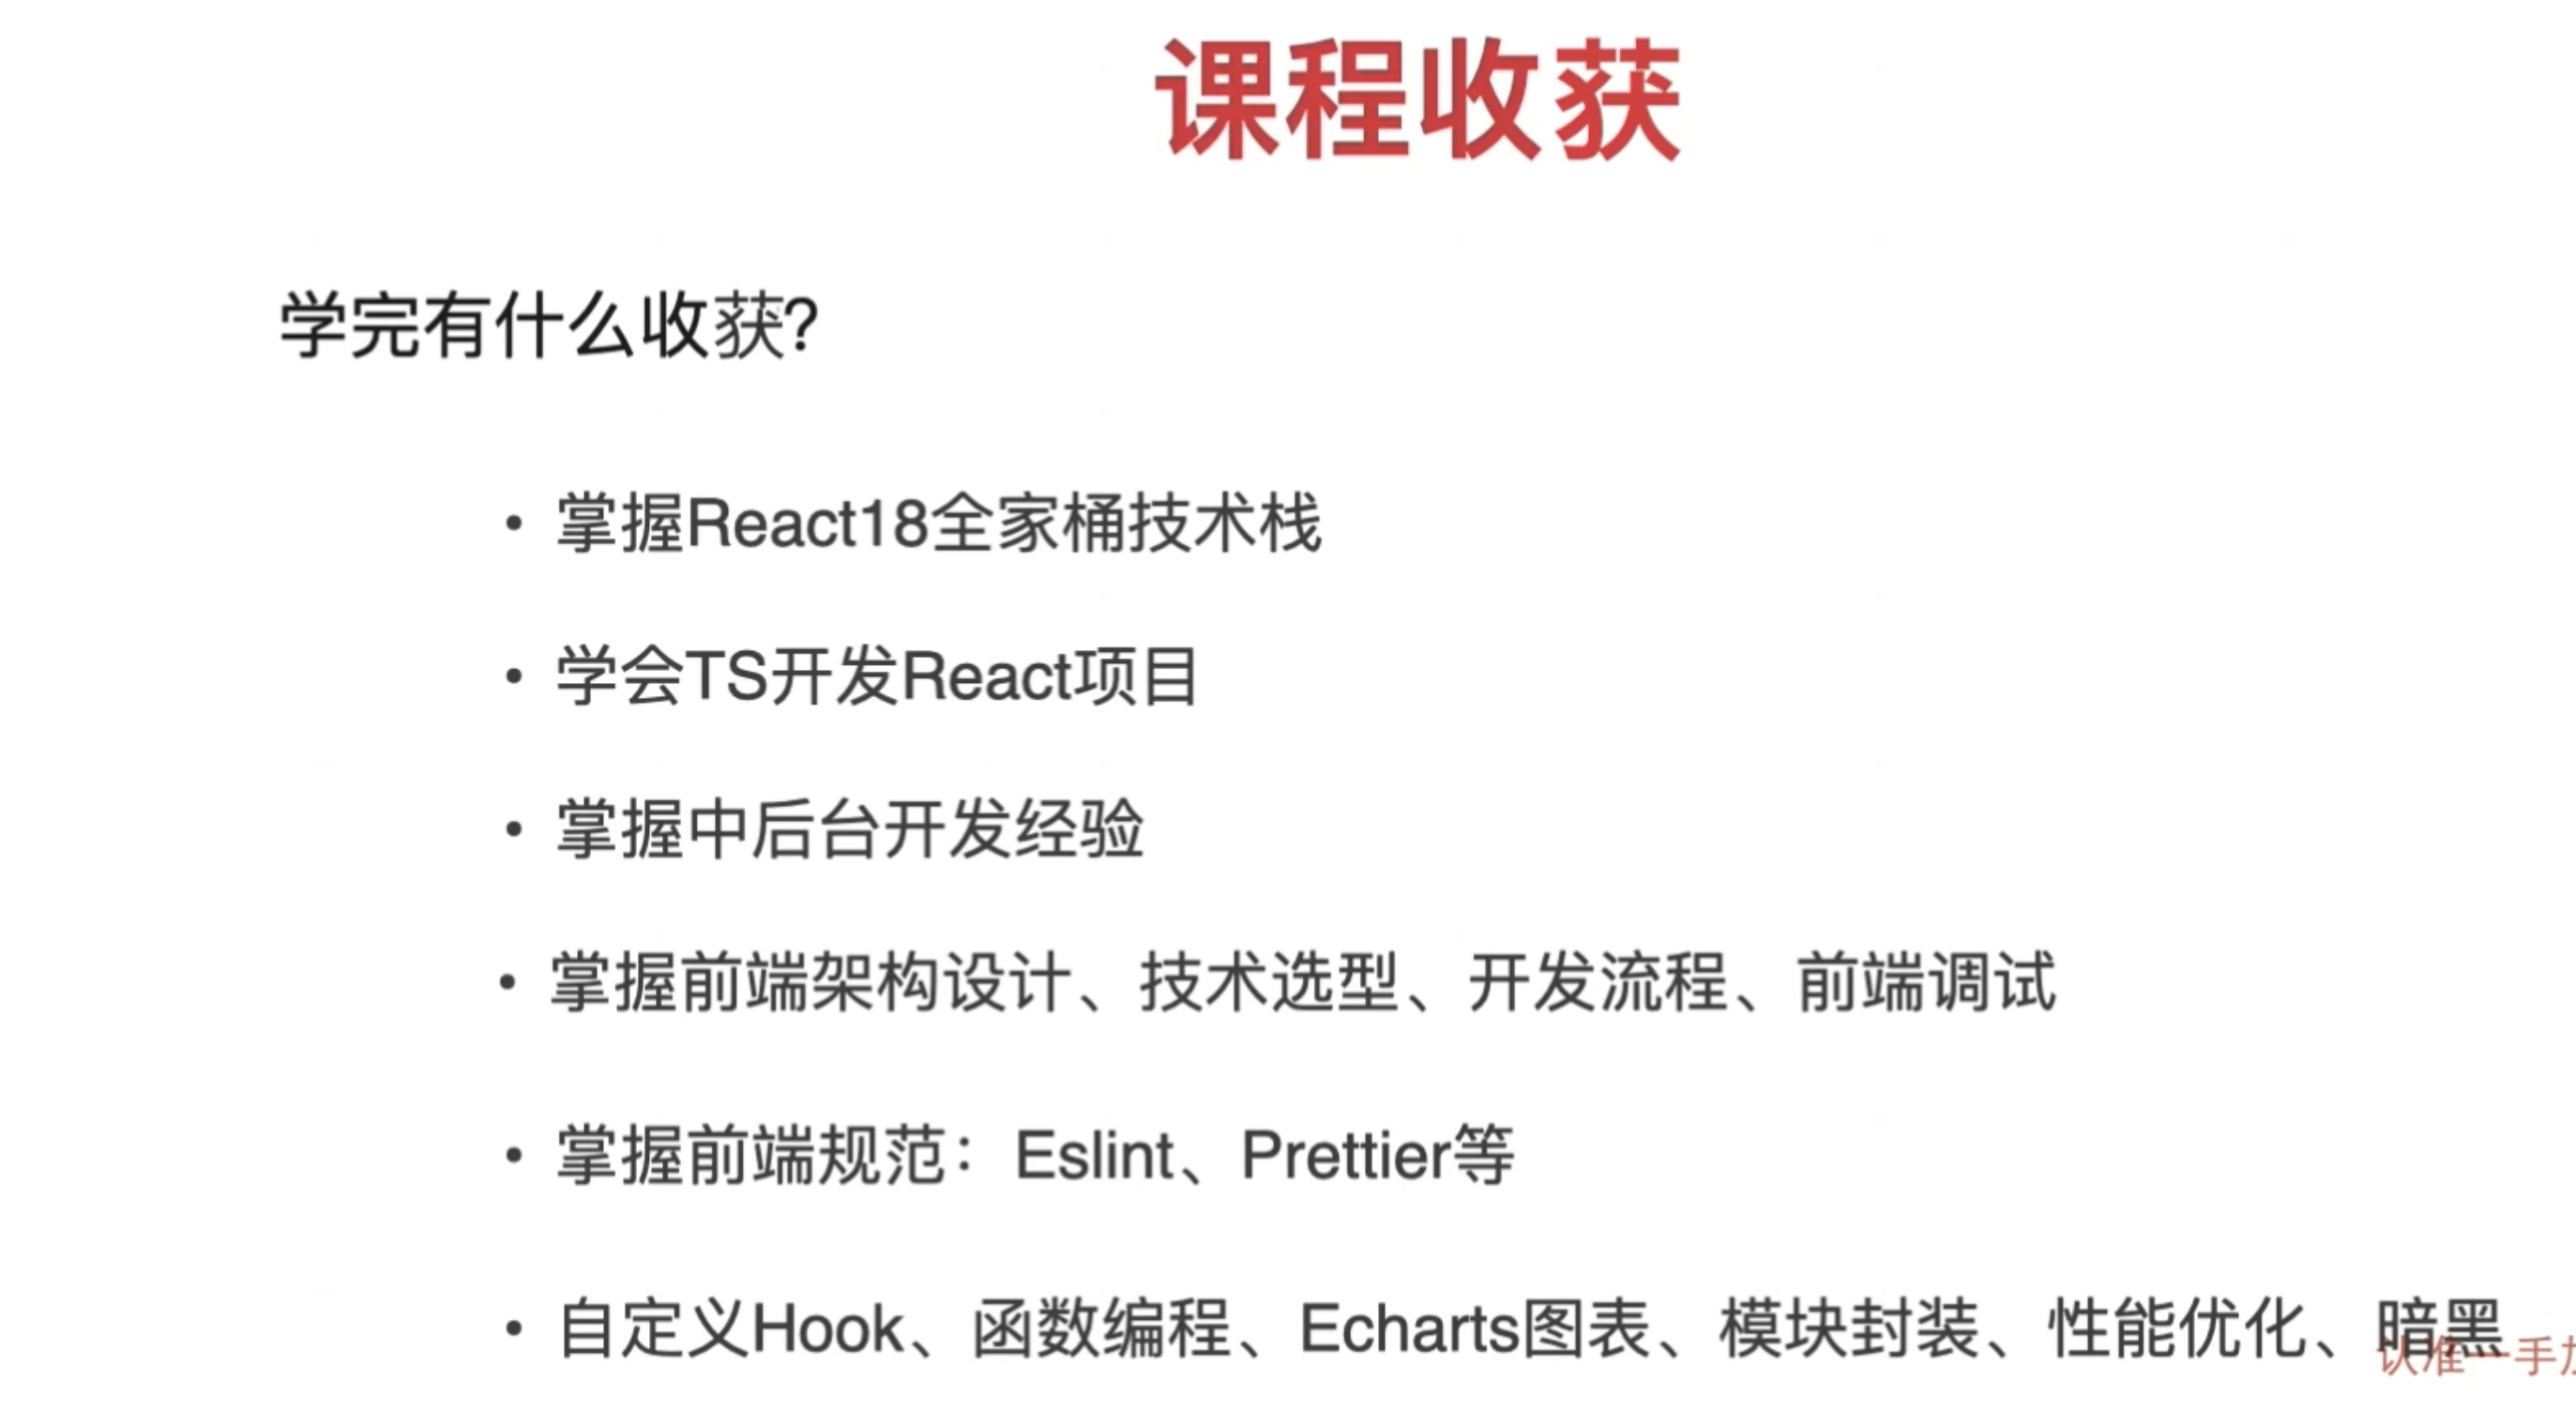 课程收获
学完有什么收获?
• 掌握React18全家桶技术栈
• 学会TS开发React项目
• 掌握中后台开发经验
• 掌握前端架构设计、技术选型、开发流程、前端调试
• 掌握前端规范：Eslint、Prettier等
• 自定义Hook、函数编程、Echarts图表、模块封装、性能优化、暗黑
认准一手